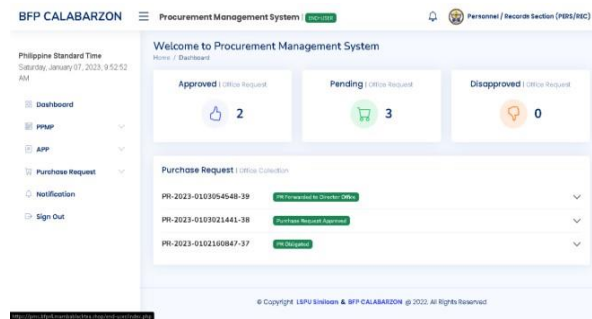 BFP CALABARZON
Procurement Management System | END-USER
Personnel / Records Section (PERS/REC)
Philippine Standard Time
Saturday, January 07, 2023, 9:52:52
AM
Dashboard
PPMP
APP
Purchase Request
Notification
Sign Out
Welcome to Procurement Management System
Home / Dashboard
Approved | Office Request
2
Pending | Office Request
3
Disapproved | Office Request
0
Purchase Request | Office Collection
PR-2023-0103054548-39 PR Forwarded to Director Office
PR-2023-0103021441-38 Purchase Request Approved
PR-2023-0102160847-37 PR Obligated
© Copyright LSPU Siniloan & BFP CALABARZON @ 2022, All Rights Reserved